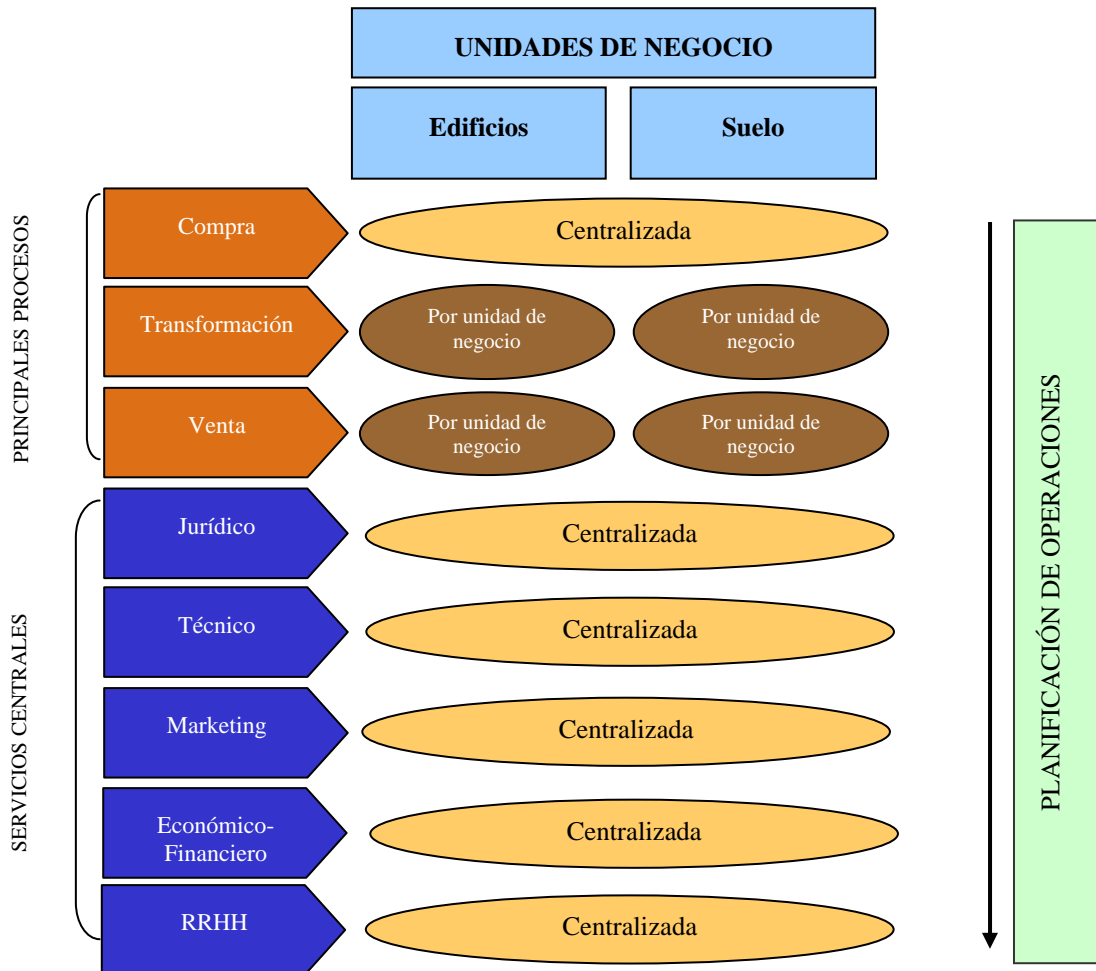 UNIDADES DE NEGOCIO
Edificios
Suelo
PRINCIPALES PROCESOS
Compra
Centralizada
Transformación
Por unidad de
negocio
Por unidad de
negocio
Venta
Por unidad de
negocio
Por unidad de
negocio
SERVICIOS CENTRALES
Jurídico
Centralizada
Técnico
Centralizada
Marketing
Centralizada
Económico-
Financiero
Centralizada
RRHH
Centralizada
PLANIFICACIÓN DE OPERACIONES